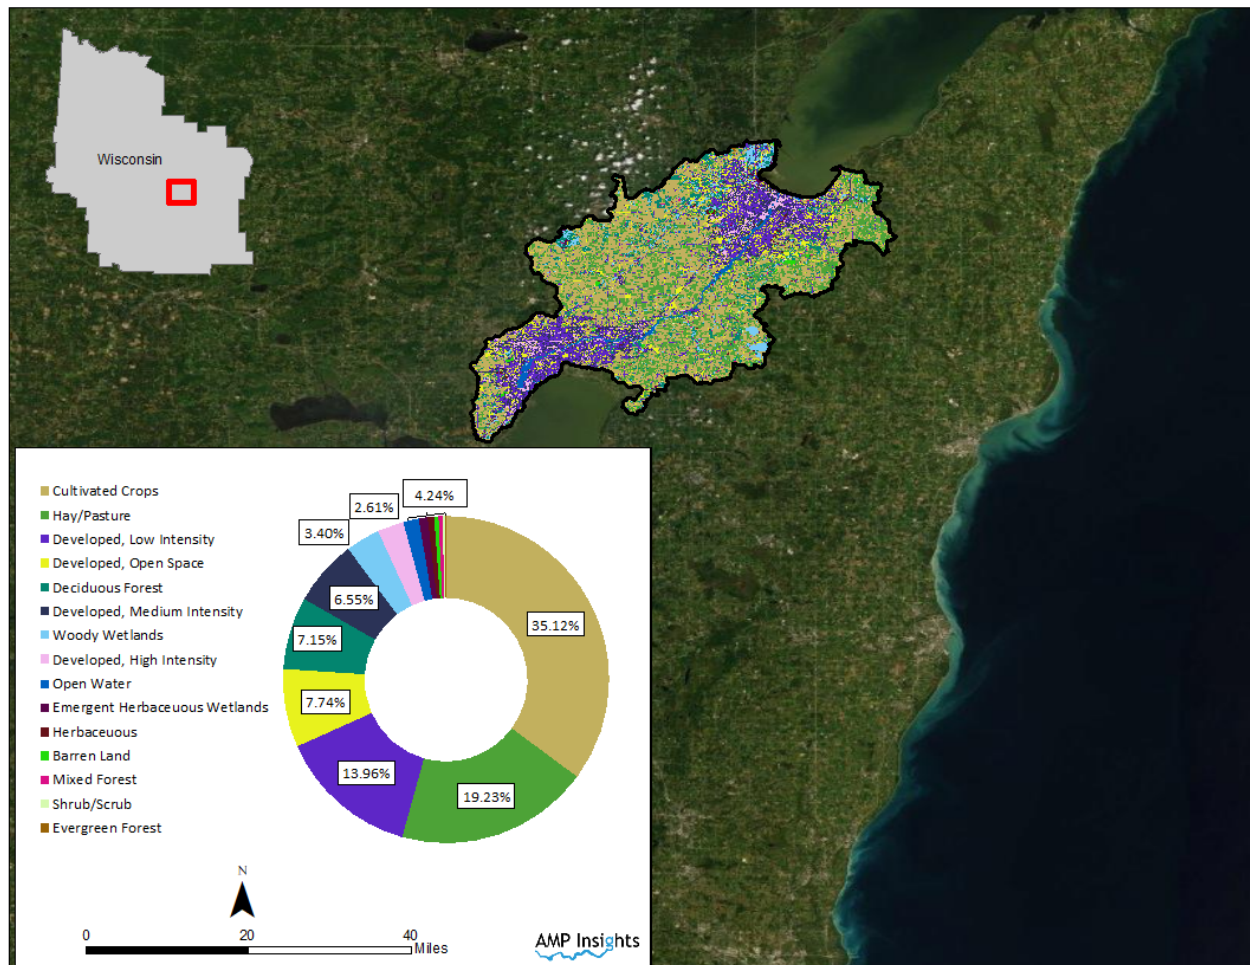 Wisconsin
Cultivated Crops
Hay/Pasture
Developed, Low Intensity
Developed, Open Space
Deciduous Forest
Developed, Medium Intensity
Woody Wetlands
Developed, High Intensity
Open Water
Emergent Herbaceuous Wetlands
Herbaceuous
Barren Land
Mixed Forest
Shrub/Scrub
Evergreen Forest
4.24%
2.61%
3.40%
6.55%
7.15%
7.74%
13.96%
19.23%
35.12%
N
0 20 40
Miles
AMP Insights